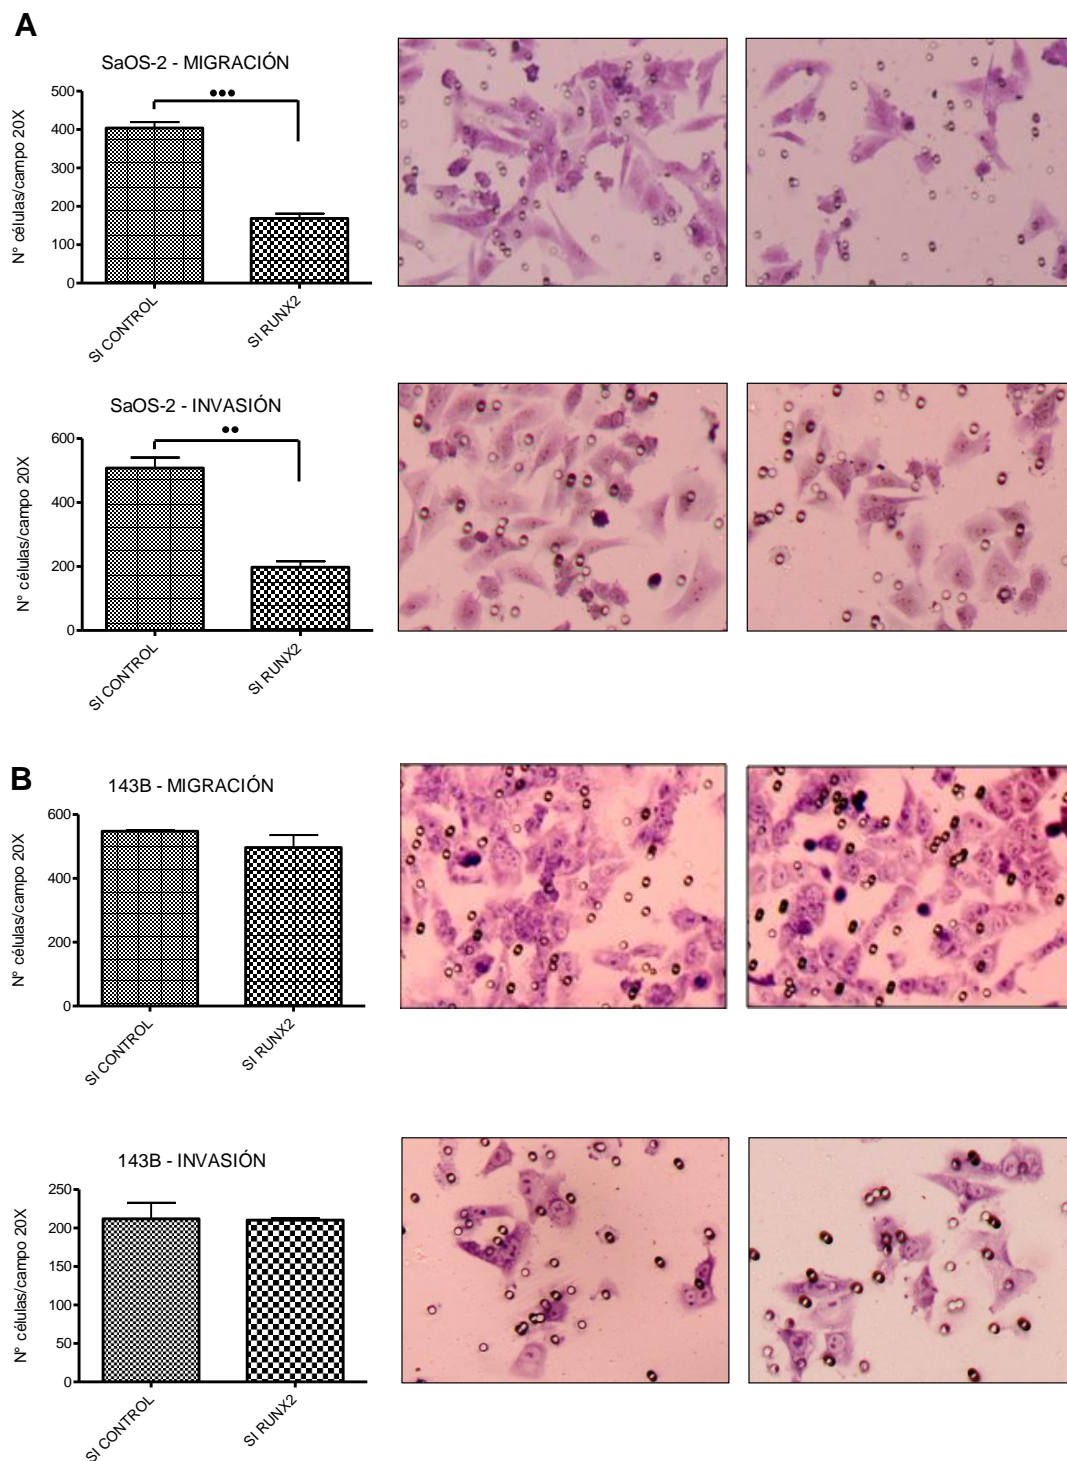 A
SaOS-2 - MIGRACIÓN
•••
N° células/campo 20X
500
400
300
200
100
0
SI CONTROL
SI RUNX2
SaOS-2 - INVASIÓN
••
N° células/campo 20X
600
400
200
0
SI CONTROL
SI RUNX2
B
143B - MIGRACIÓN
N° células/campo 20X
600
400
200
0
SI CONTROL
SI RUNX2
143B - INVASIÓN
N° células/campo 20X
250
200
150
100
50
0
SI CONTROL
SI RUNX2